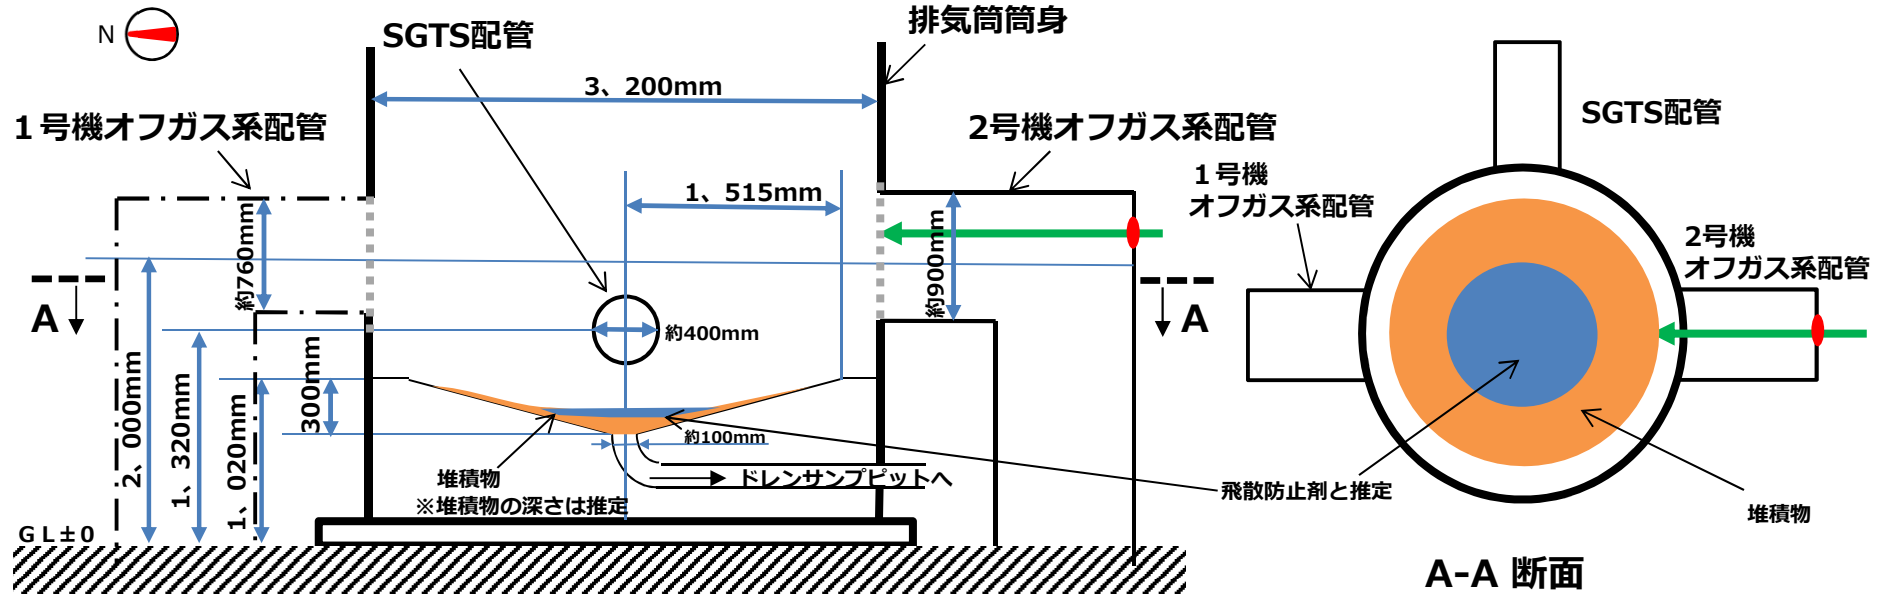 N
SGTS配管
排気筒筒身
3、200mm
1号機オフガス系配管
2号機オフガス系配管
1、515mm
約760mm
約900mm
A
A
約400mm
300mm
2、000mm
1、320mm
1、020mm
約100mm
堆積物
※堆積物の深さは推定
ドレンサンプピットへ
GL±0
飛散防止剤と推定
SGTS配管
1号機
オフガス系配管
2号機
オフガス系配管
堆積物
A-A 断面